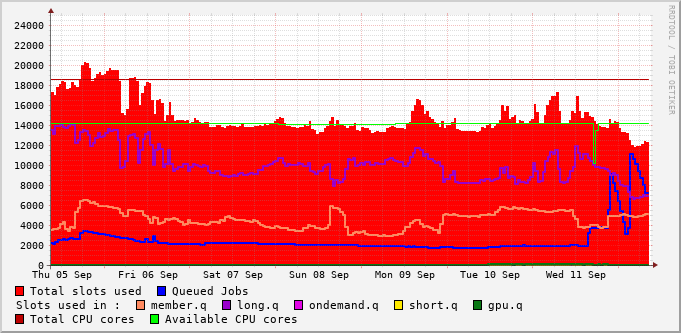 24000
22000
20000
18000
16000
14000
12000
10000
8000
6000
4000
2000
0
Thu 05 Sep Fri 06 Sep Sat 07 Sep Sun 08 Sep Mon 09 Sep Tue 10 Sep Wed 11 Sep
Total slots used Queued Jobs
Slots used in : member.q long.q ondemand.q short.q gpu.q
Total CPU cores Available CPU cores
RRDTOOL / TOBI OETIKER